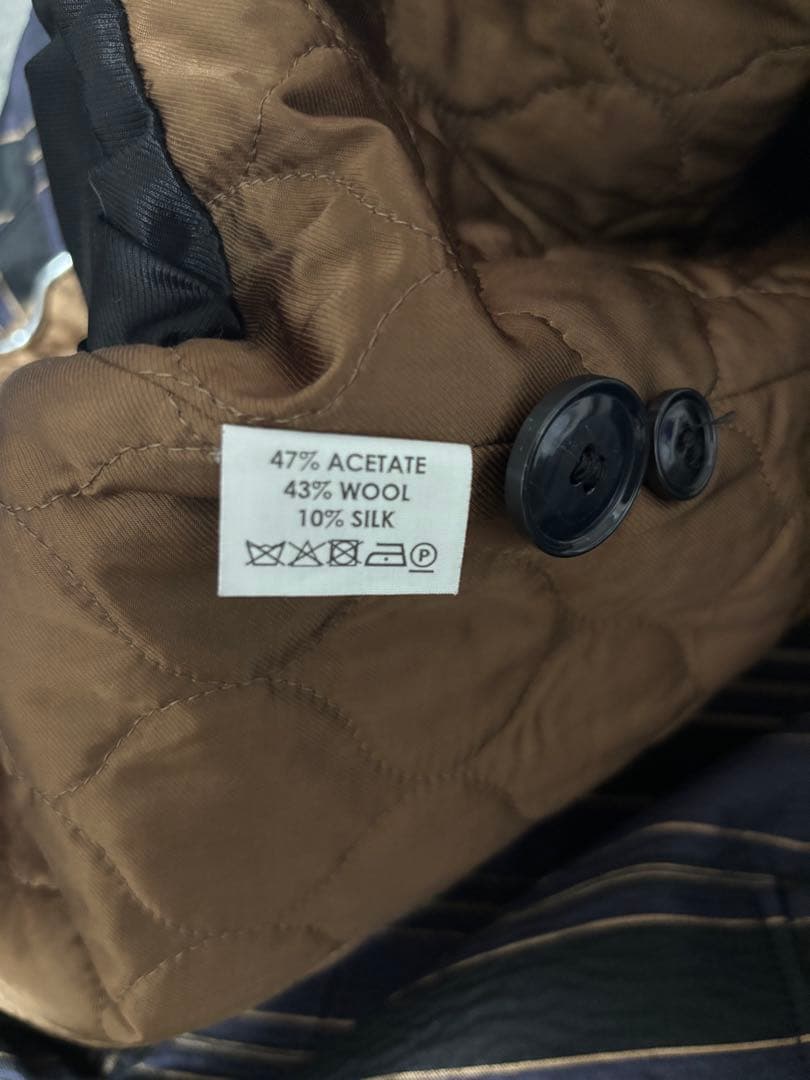 47% ACETATE
43% WOOL
10% SILK
P